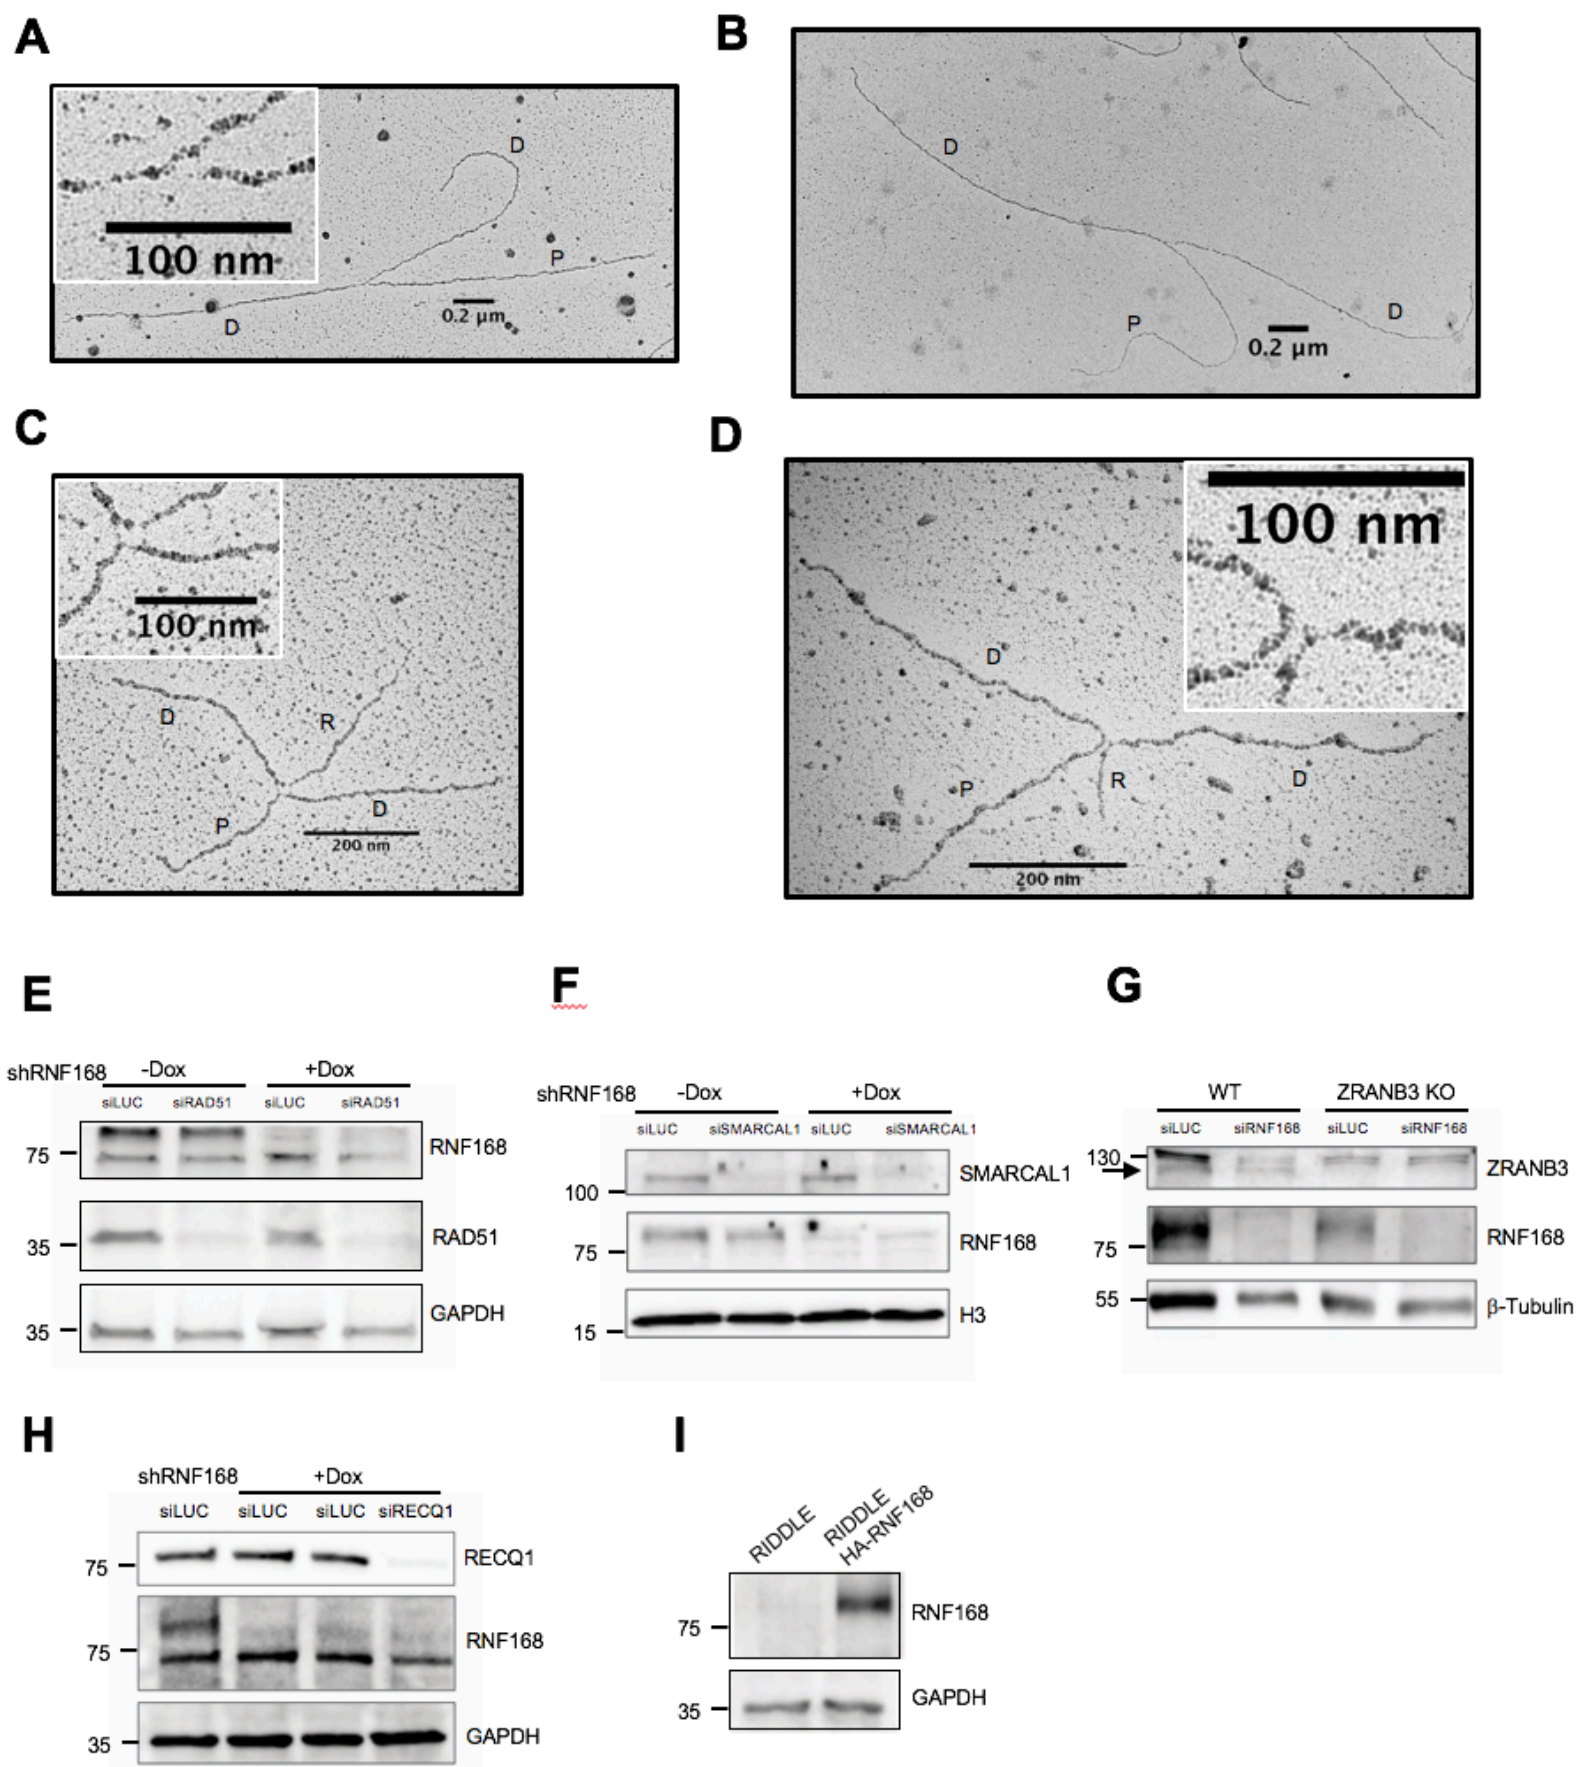 A
B
D
P
D
100 nm
0.2 µm
D
P
D
0.2 µm
C
D
100 nm
D
R
P
D
200 nm
100 nm
D
P
R
D
200 nm
E
F
G
shRNF168 -Dox +Dox
siLUC siRAD51 siLUC siRAD51
75 RNF168
35 RAD51
35 GAPDH
shRNF168 -Dox +Dox
siLUC siSMARCAL1 siLUC siSMARCAL1
100 SMARCAL1
75 RNF168
15 H3
WT ZRANB3 KO
siLUC siRNF168 siLUC siRNF168
130 ZRANB3
75 RNF168
55 β-Tubulin
H
I
shRNF168 +Dox
siLUC siLUC siLUC siRECQ1
75 RECQ1
75 RNF168
35 GAPDH
RIDDLE
RIDDLE
HA-RNF168
75 RNF168
35 GAPDH